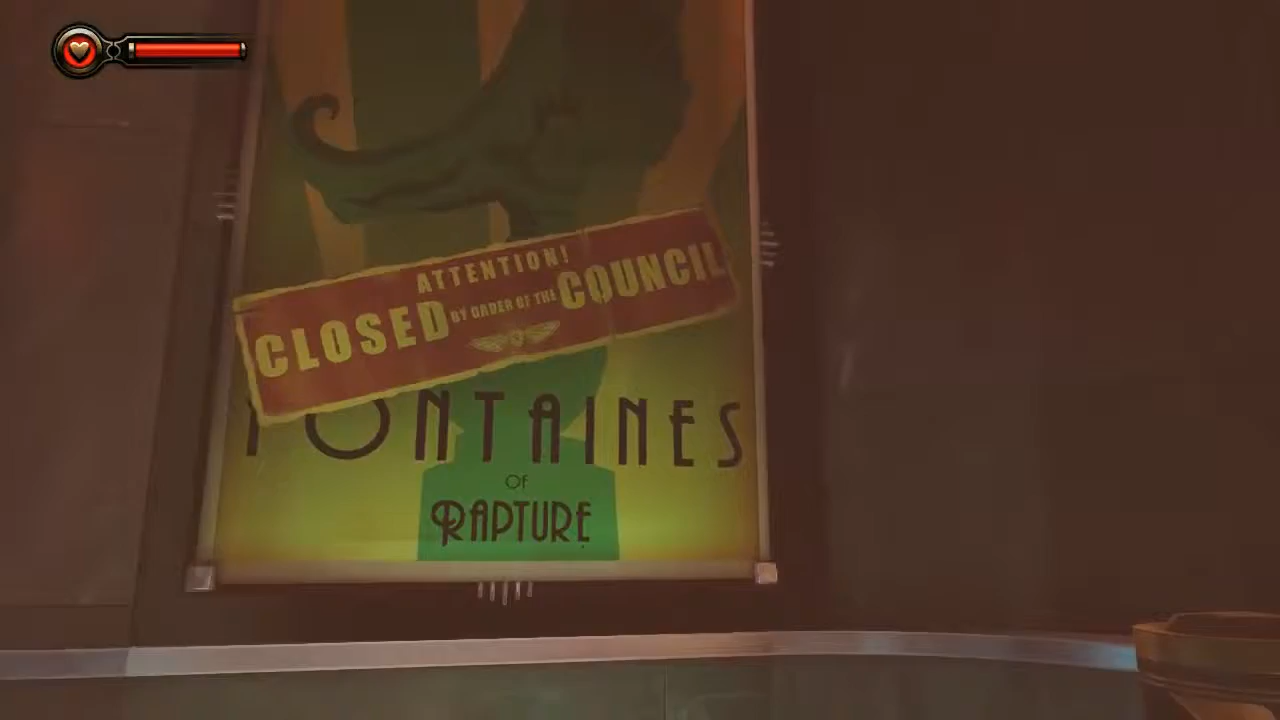 ATTENTION!
CLOSED BY ORDER OF THE COUNCIL
FONTAINES
OF
RAPTURE